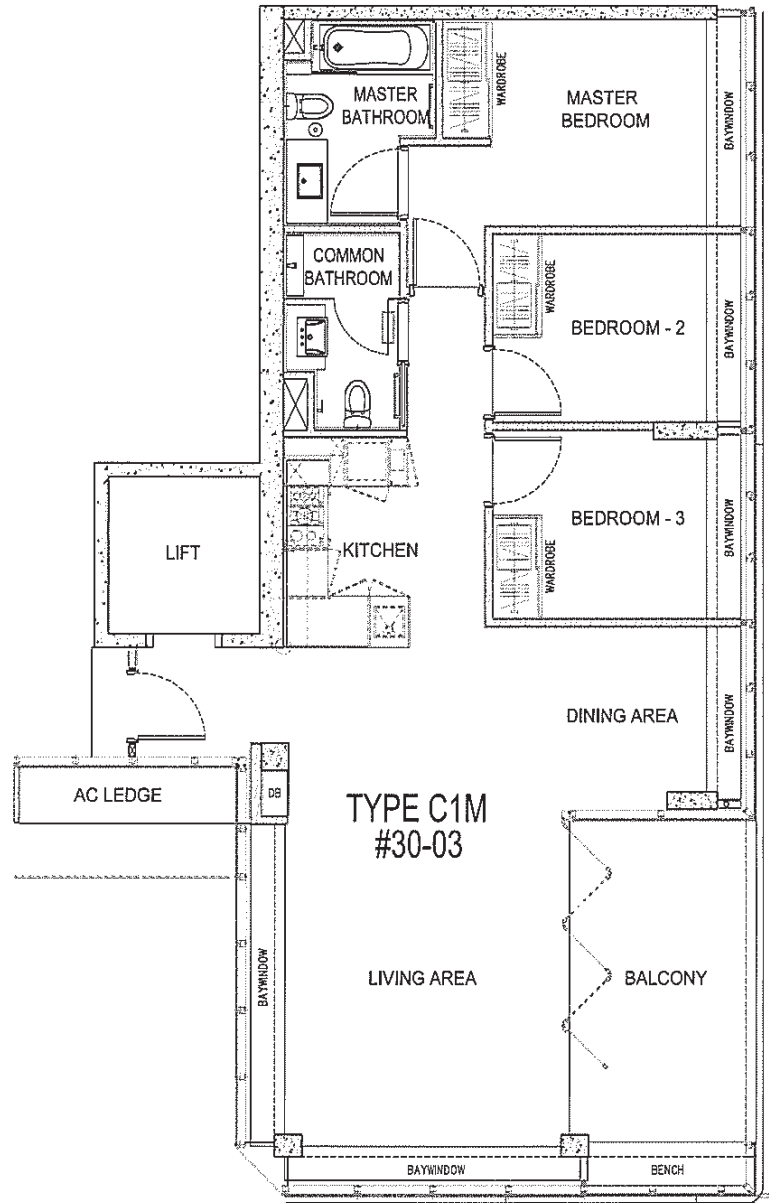 MASTER
BATHROOM
WARDROBE
MASTER
BEDROOM
BAYWINDOW
COMMON
BATHROOM
WARDROBE
BEDROOM - 2
BAYWINDOW
LIFT
KITCHEN
BEDROOM - 3
WARDROBE
BAYWINDOW
DINING AREA
BAYWINDOW
AC LEDGE
DB
TYPE C1M
#30-03
BAYWINDOW
LIVING AREA
BALCONY
BAYWINDOW
BENCH